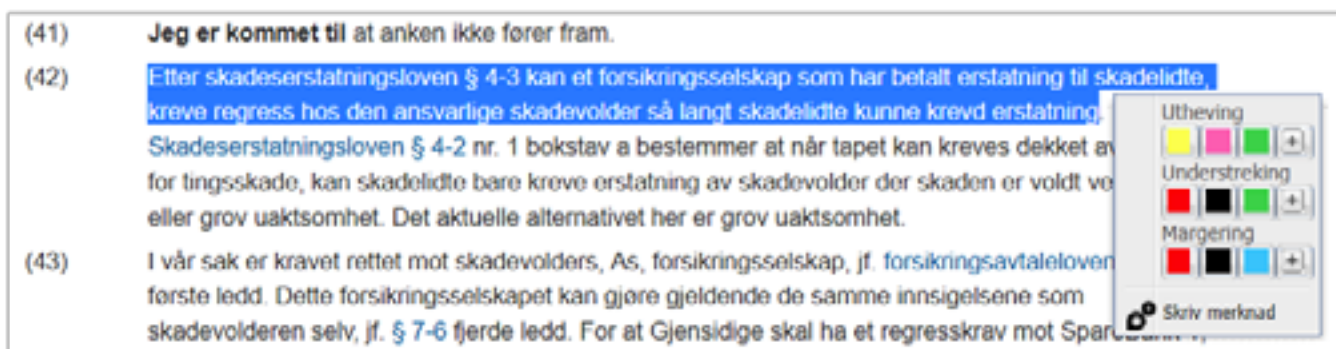 (41) Jeg er kommet til at anken ikke fører fram.
(42) Etter skadeserstatningsloven § 4-3 kan et forsikringsselskap som har betalt erstatning til skadelidte,
kreve regress hos den ansvarlige skadevolder så langt skadelidte kunne krevd erstatning.
Skadeserstatningsloven § 4-2 nr. 1 bokstav a bestemmer at når tapet kan kreves dekket av
for tingsskade, kan skadelidte bare kreve erstatning av skadevolder der skaden er voldt ve
eller grov uaktsomhet. Det aktuelle alternativet her er grov uaktsomhet.
(43) I vår sak er kravet rettet mot skadevolders, As, forsikringsselskap, jf. forsikringsavtaleloven
første ledd. Dette forsikringsselskapet kan gjøre gjeldende de samme innsigelsene som
skadevolderen selv, jf. § 7-6 fjerde ledd. For at Gjensidige skal ha et regresskrav mot
Utheving
Understreking
Margering
Skriv merknad